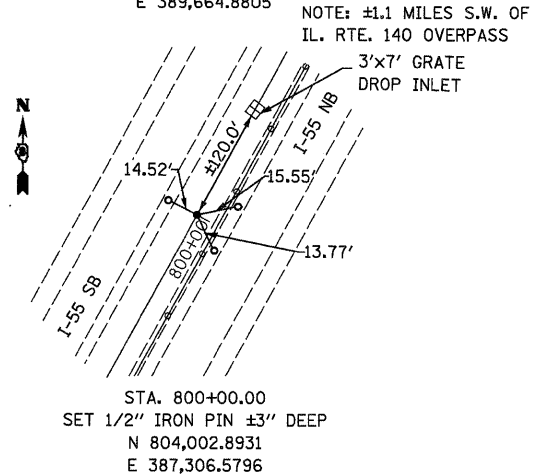 E 389,664.8805
NOTE: ±1.1 MILES S.W. OF
IL. RTE. 140 OVERPASS
3'x7' GRATE
DROP INLET
N
I-55 NB
±120.0'
14.52'
15.55'
13.77'
800+00
I-55 SB
STA. 800+00.00
SET 1/2" IRON PIN ±3" DEEP
N 804,002.8931
E 387,306.5796